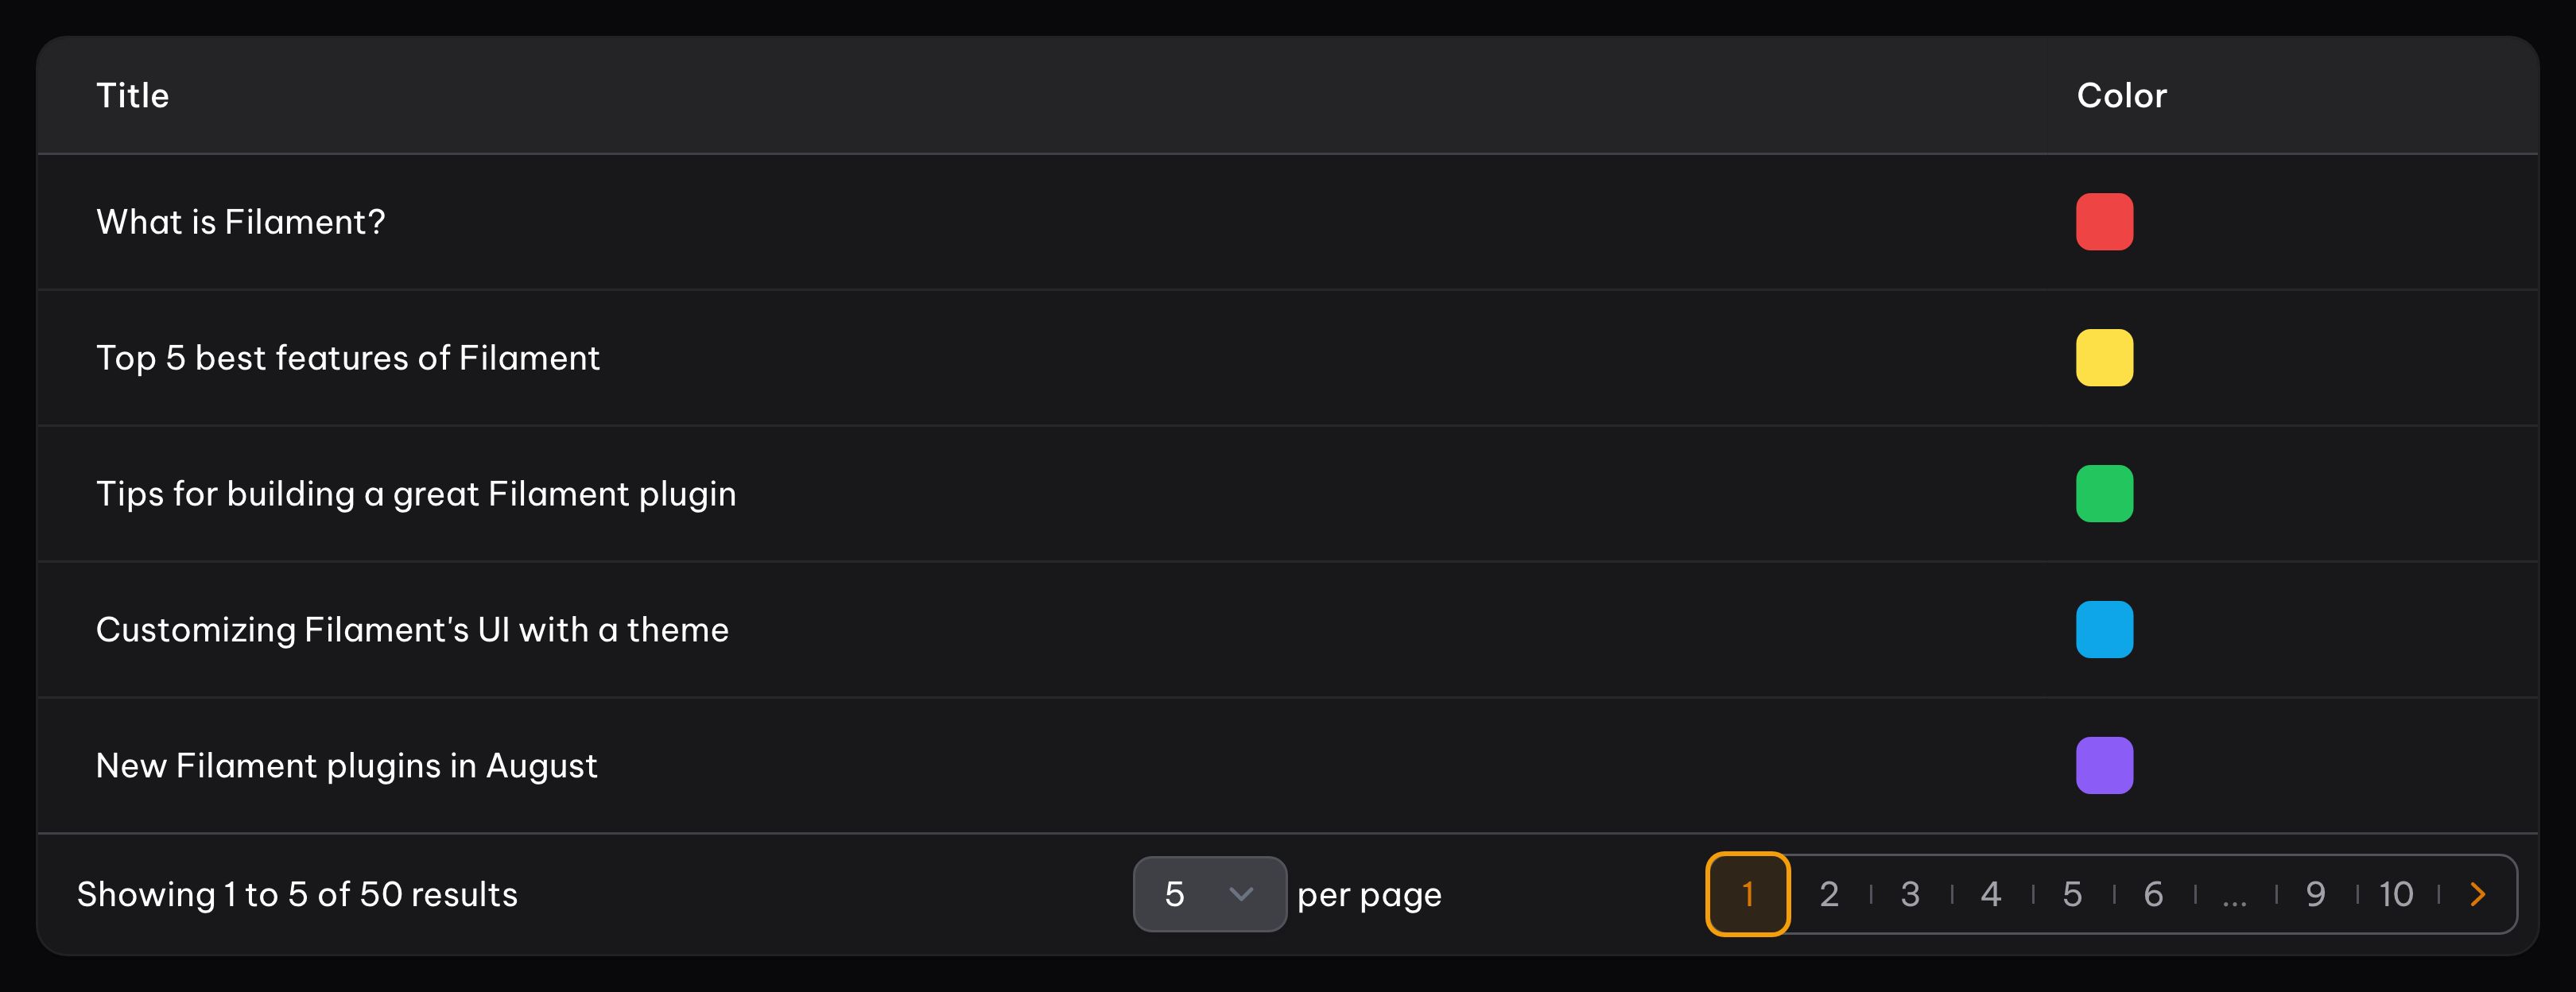 Title Color
What is Filament?
Top 5 best features of Filament
Tips for building a great Filament plugin
Customizing Filament's UI with a theme
New Filament plugins in August
Showing 1 to 5 of 50 results 5 per page 1 2 3 4 5 6 ... 9 10